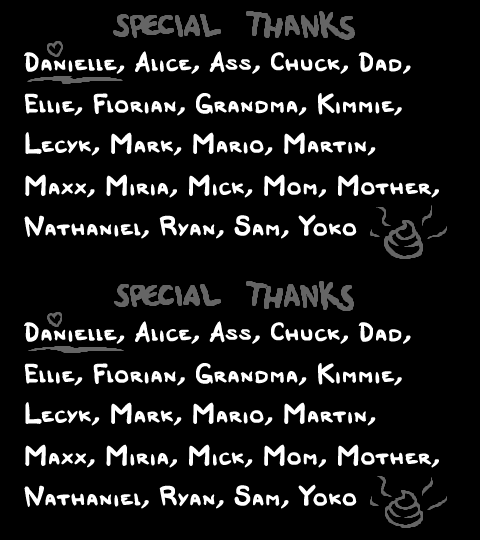 SPECIAL THANKS
DANIELLE, ALICE, ASS, CHUCK, DAD,
ELLIE, FLORIAN, GRANDMA, KIMMIE,
LECYK, MARK, MARIO, MARTIN,
MAXX, MIRIA, MICK, MOM, MOTHER,
NATHANIEL, RYAN, SAM, YOKO
SPECIAL THANKS
DANIELLE, ALICE, ASS, CHUCK, DAD,
ELLIE, FLORIAN, GRANDMA, KIMMIE,
LECYK, MARK, MARIO, MARTIN,
MAXX, MIRIA, MICK, MOM, MOTHER,
NATHANIEL, RYAN, SAM, YOKO